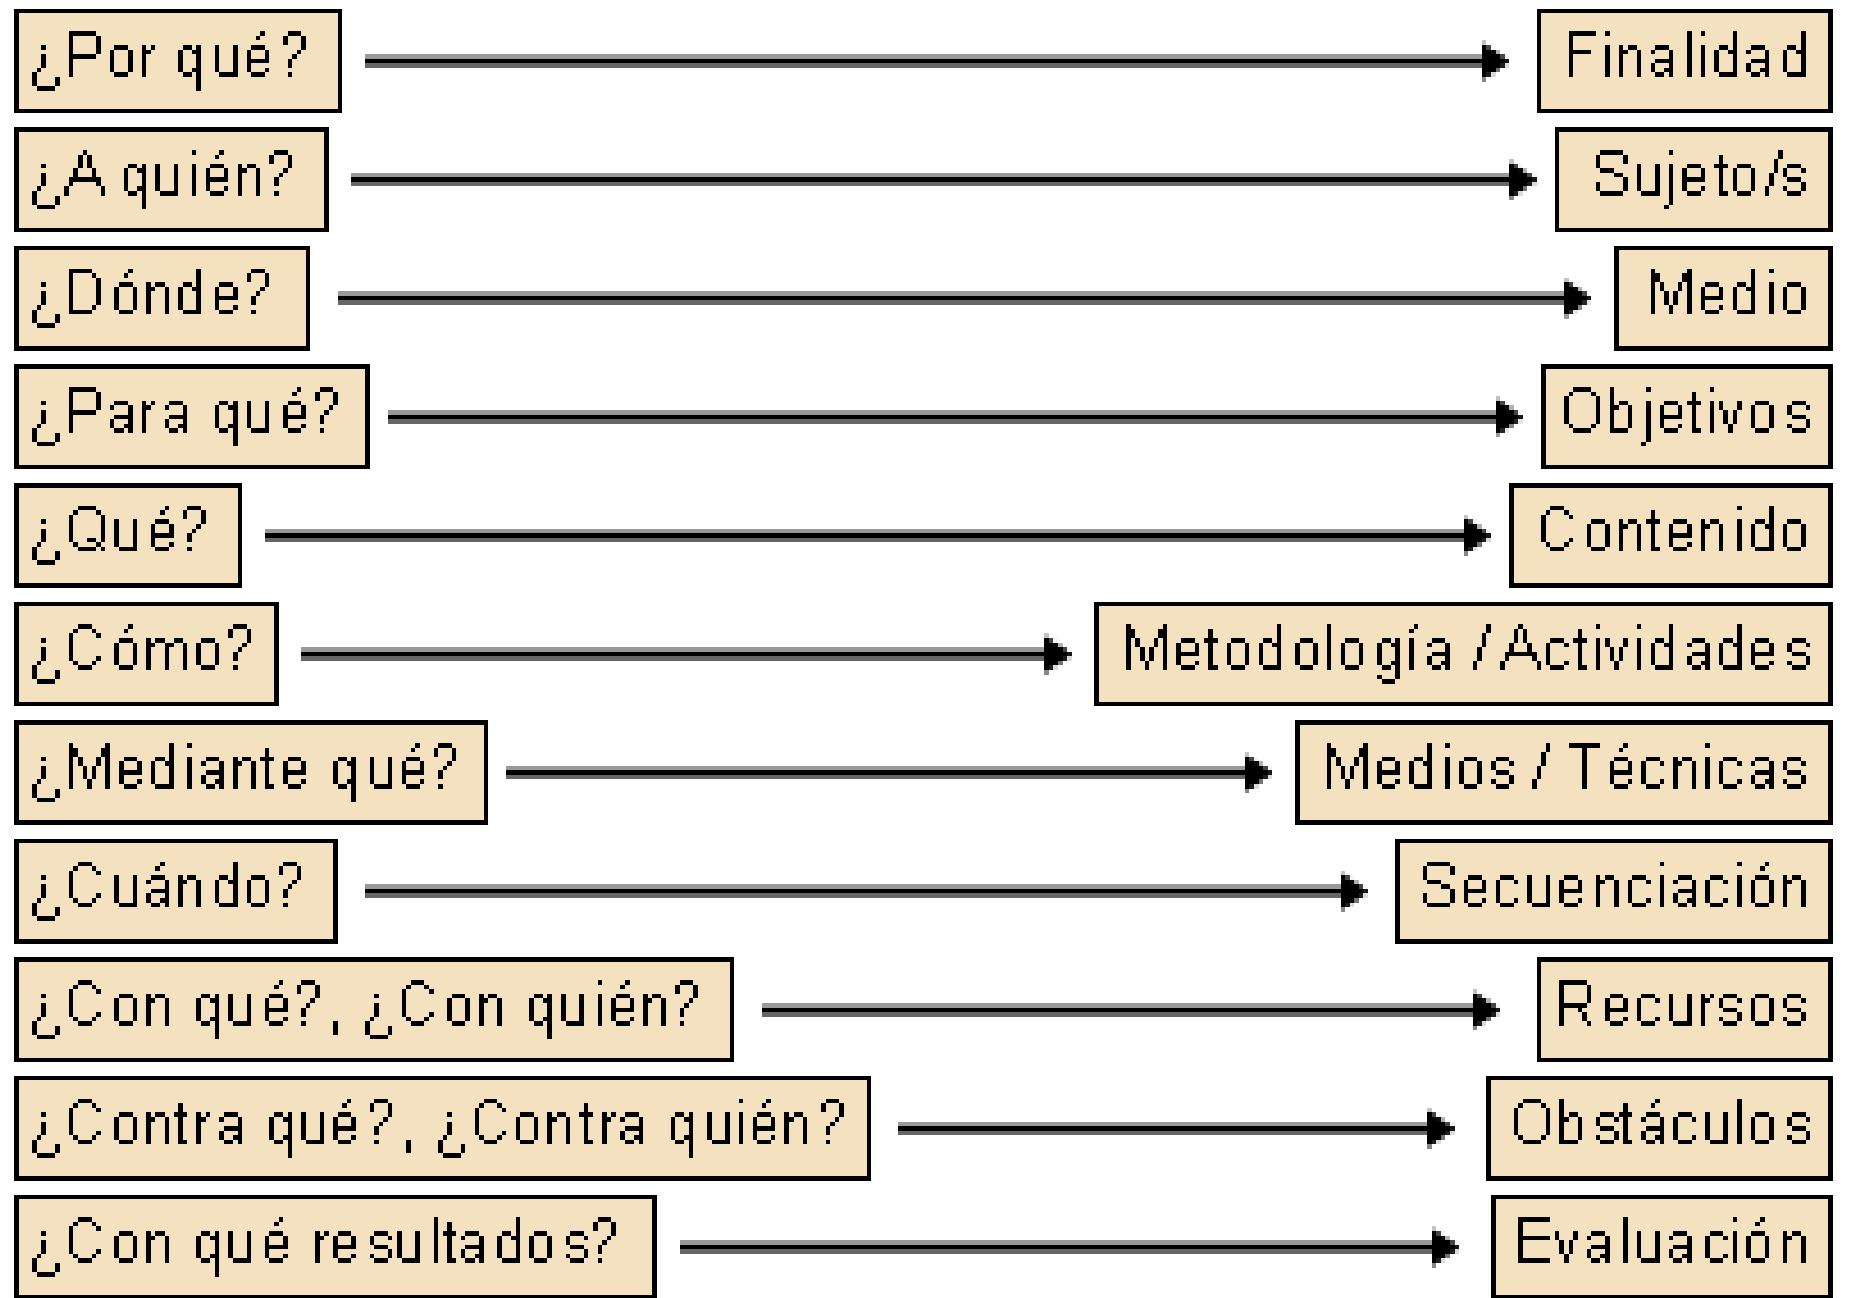 ¿Por qué? Finalidad
¿A quién? Sujeto/s
¿Dónde? Medio
¿Para qué? Objetivos
¿Qué? Contenido
¿Cómo? Metodología / Actividades
¿Mediante qué? Medios / Técnicas
¿Cuándo? Secuenciación
¿Con qué?, ¿Con quién? Recursos
¿Contra qué?, ¿Contra quién? Obstáculos
¿Con qué resultados? Evaluación